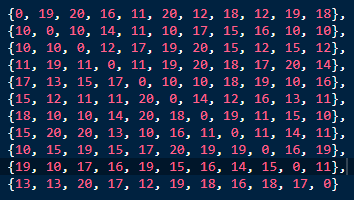 {0, 19, 20, 16, 11, 20, 12, 18, 12, 19, 18},
{10, 0, 10, 14, 11, 10, 17, 15, 16, 10, 10},
{10, 10, 0, 12, 17, 19, 20, 15, 12, 15, 12},
{11, 19, 11, 0, 11, 19, 20, 18, 17, 20, 14},
{17, 13, 15, 17, 0, 10, 10, 18, 19, 10, 16},
{15, 12, 11, 11, 20, 0, 14, 12, 16, 13, 11},
{18, 10, 10, 14, 20, 18, 0, 19, 11, 15, 10},
{15, 20, 20, 13, 10, 16, 11, 0, 11, 14, 11},
{10, 15, 19, 15, 17, 20, 19, 19, 0, 16, 19},
{19, 10, 17, 16, 19, 15, 16, 14, 15, 0, 11},
{13, 13, 20, 17, 12, 19, 18, 16, 18, 17, 0}